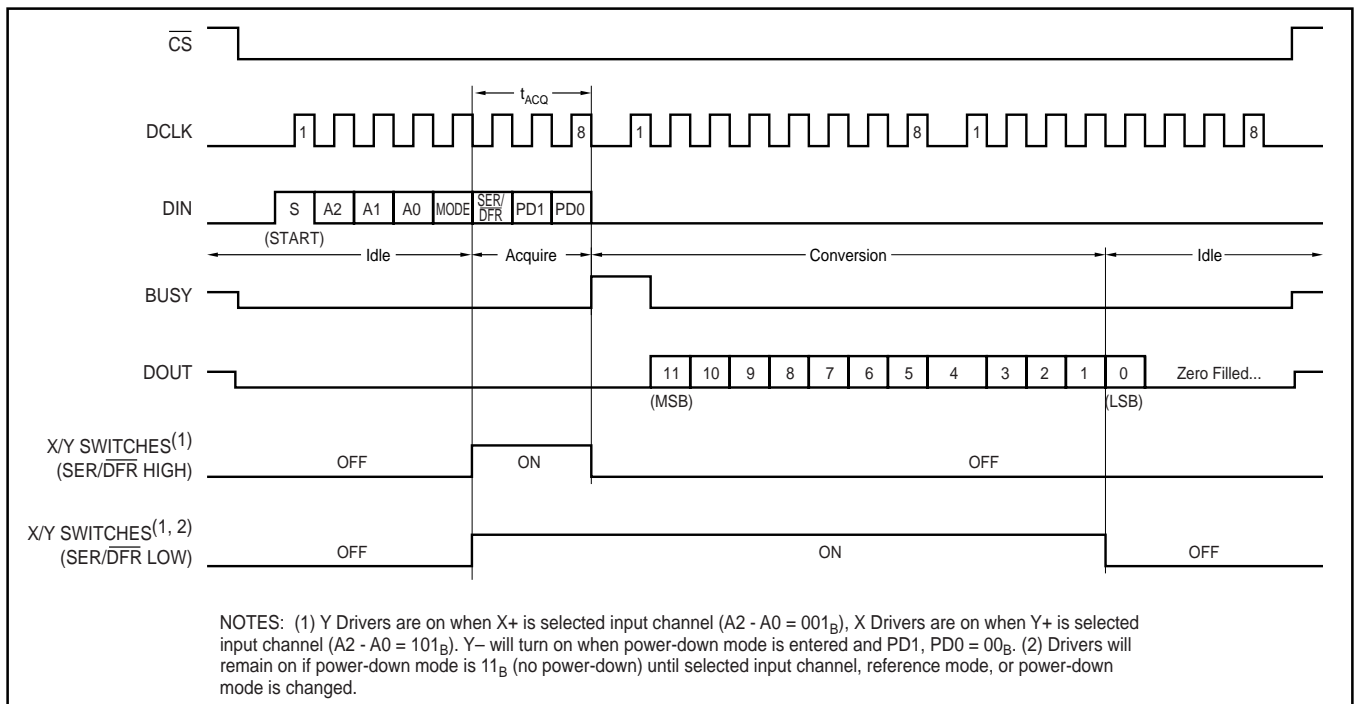 CS
t_ACQ
DCLK 1 8 1 8 1 8
DIN S A2 A1 A0 MODE SER/DFR PD1 PD0
(START)
Idle Acquire Conversion Idle
BUSY
DOUT 11 10 9 8 7 6 5 4 3 2 1 0 Zero Filled...
(MSB) (LSB)
X/Y SWITCHES(1)
(SER/DFR HIGH) OFF ON OFF
X/Y SWITCHES(1, 2)
(SER/DFR LOW) OFF ON OFF
NOTES: (1) Y Drivers are on when X+ is selected input channel (A2 - A0 = 001B), X Drivers are on when Y+ is selected
input channel (A2 - A0 = 101B). Y– will turn on when power-down mode is entered and PD1, PD0 = 00B. (2) Drivers will
remain on if power-down mode is 11B (no power-down) until selected input channel, reference mode, or power-down
mode is changed.